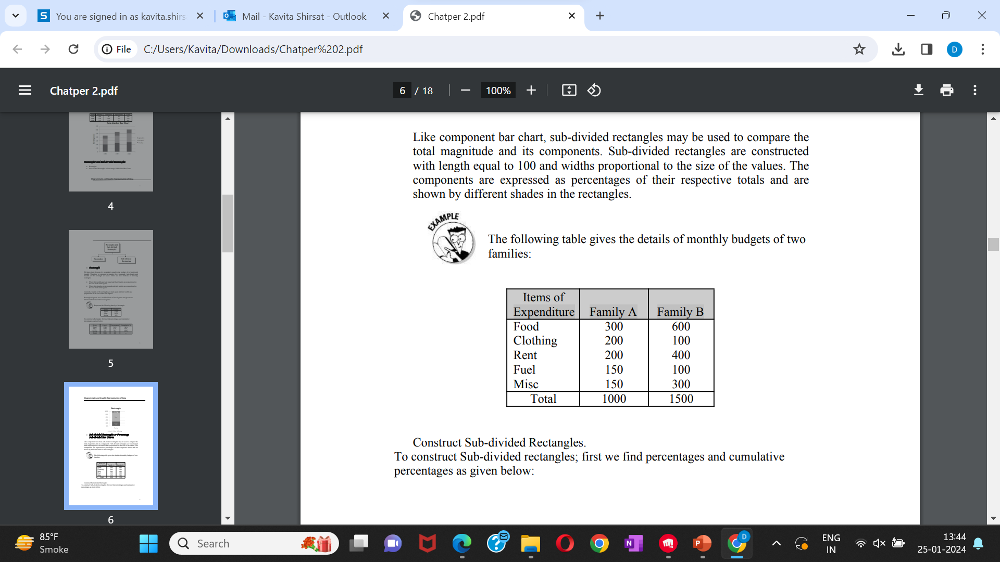 You are signed in as kavita.shirs
Mail - Kavita Shirsat - Outlook
Chatper 2.pdf
File
C:/Users/Kavita/Downloads/Chatper%202.pdf
D
Chatper 2.pdf
6 / 18
100%
4
5
6
Like component bar chart, sub-divided rectangles may be used to compare the
total magnitude and its components. Sub-divided rectangles are constructed
with length equal to 100 and widths proportional to the size of the values. The
components are expressed as percentages of their respective totals and are
shown by different shades in the rectangles.
EXAMPLE
The following table gives the details of monthly budgets of two
families:
Items of
Expenditure Family A Family B
Food 300 600
Clothing 200 100
Rent 200 400
Fuel 150 100
Misc 150 300
Total 1000 1500
Construct Sub-divided Rectangles.
To construct Sub-divided rectangles; first we find percentages and cumulative
percentages as given below:
85°F
Smoke
Search
ENG
IN
13:44
25-01-2024